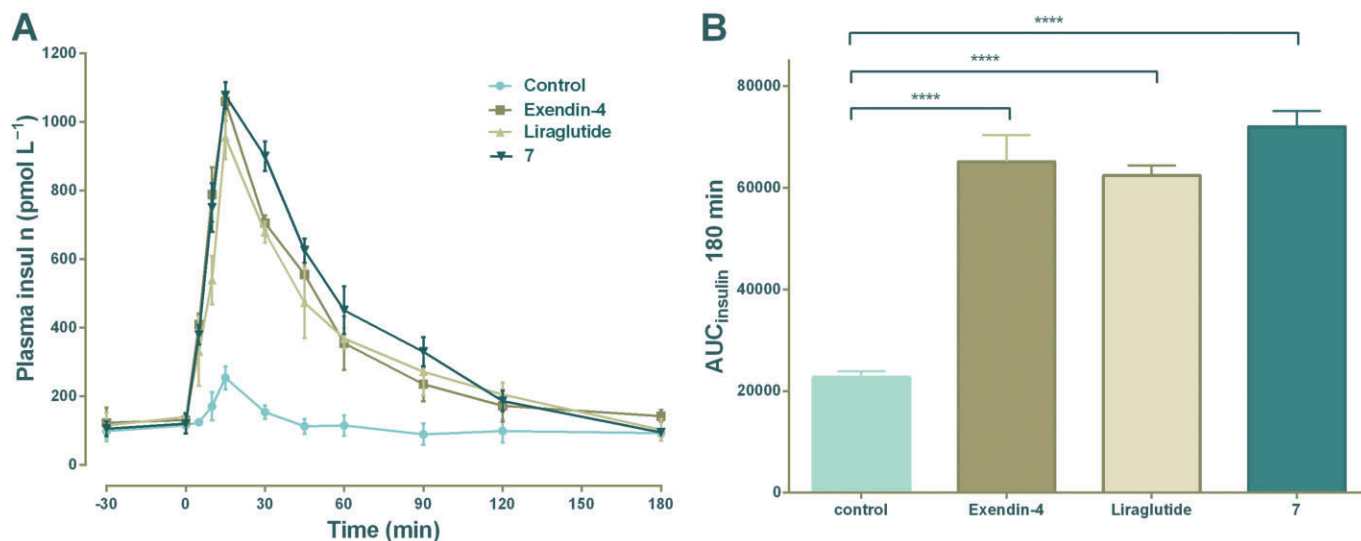 A
Plasma insul n (pmol L⁻¹)
1200
1000
800
600
400
200
0
Control
Exendin-4
Liraglutide
7
-30 0 30 60 90 120 150 180
Time (min)
B
AUCinsulin 180 min
80000
60000
40000
20000
0
****
****
****
control Exendin-4 Liraglutide 7